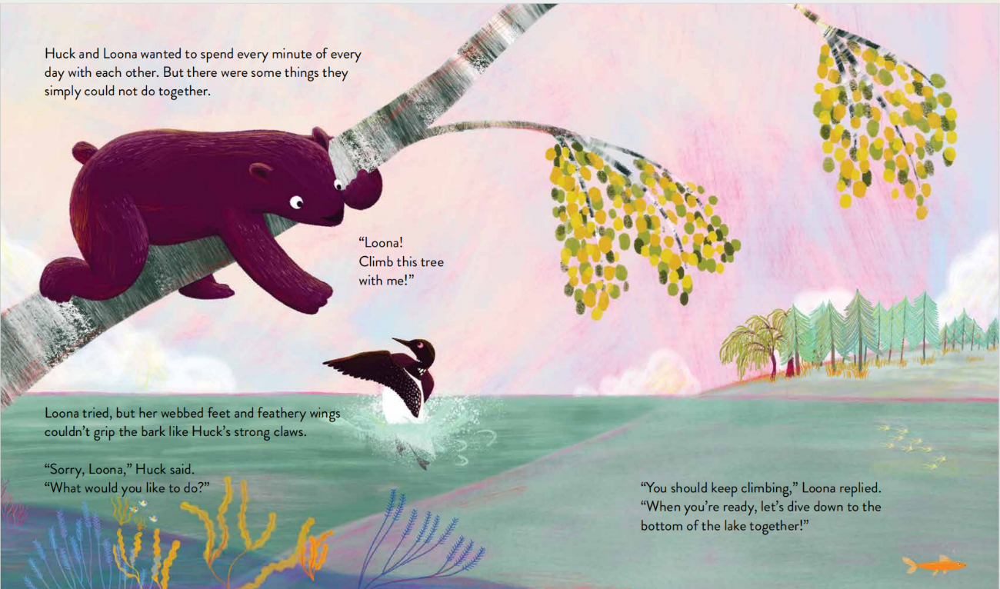 Huck and Loona wanted to spend every minute of every
day with each other. But there were some things they
simply could not do together.
“Loona!
Climb this tree
with me!”
Loona tried, but her webbed feet and feathery wings
couldn’t grip the bark like Huck’s strong claws.
“Sorry, Loona,” Huck said.
“What would you like to do?”
“You should keep climbing,” Loona replied.
“When you’re ready, let’s dive down to the
bottom of the lake together!”